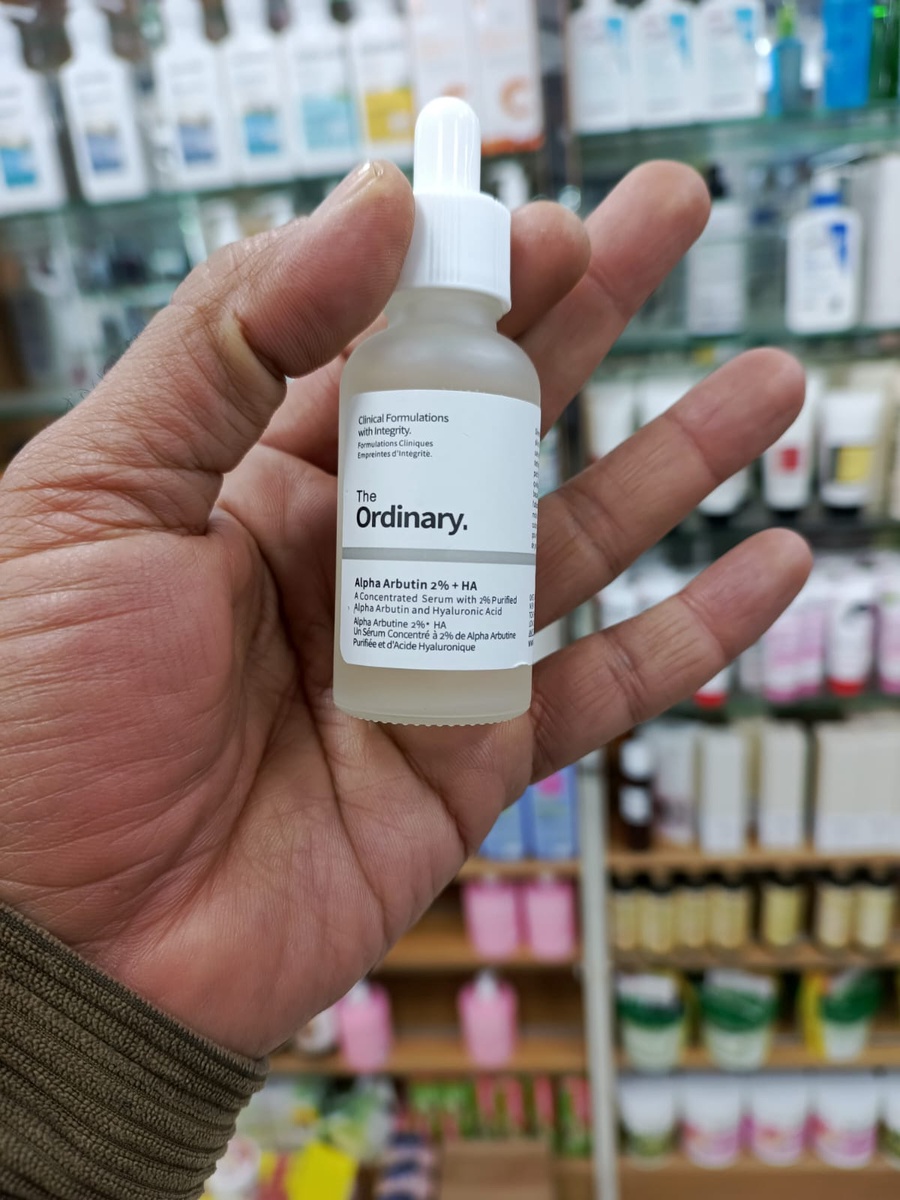 Clinical Formulations
with Integrity.
Formulations Cliniques
Empreintes d'Intégrité.
The
Ordinary.
Alpha Arbutin 2% + HA
A Concentrated Serum with 2% Purified
Alpha Arbutin and Hyaluronic Acid
Alpha Arbutine 2%+ HA
Un Sérum Concentré à 2% de Alpha Arbutine
Purifiée et d'Acide Hyaluronique